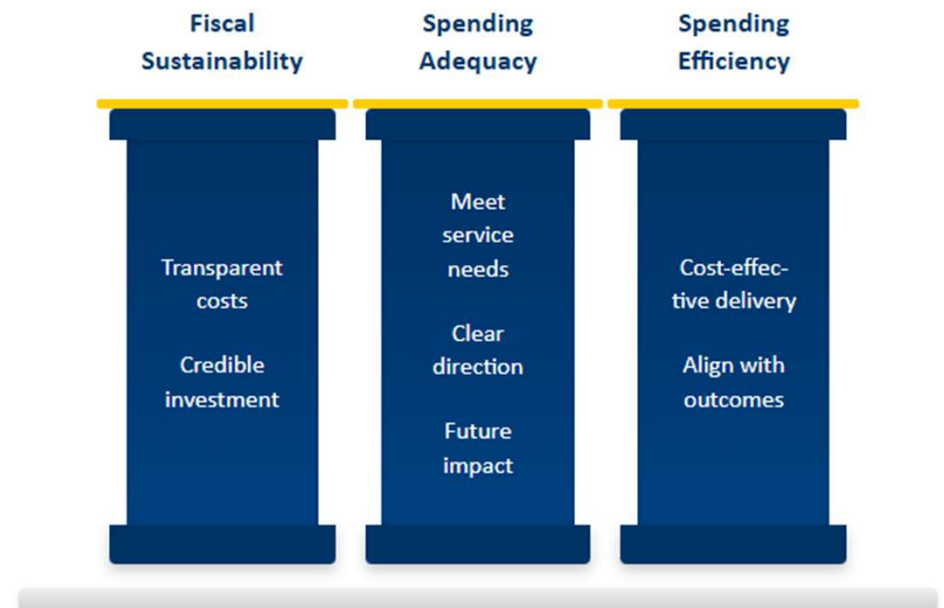 Fiscal
Sustainability
Spending
Adequacy
Spending
Efficiency
Transparent
costs
Credible
investment
Meet
service
needs
Clear
direction
Future
impact
Cost-effec-
tive delivery
Align with
outcomes